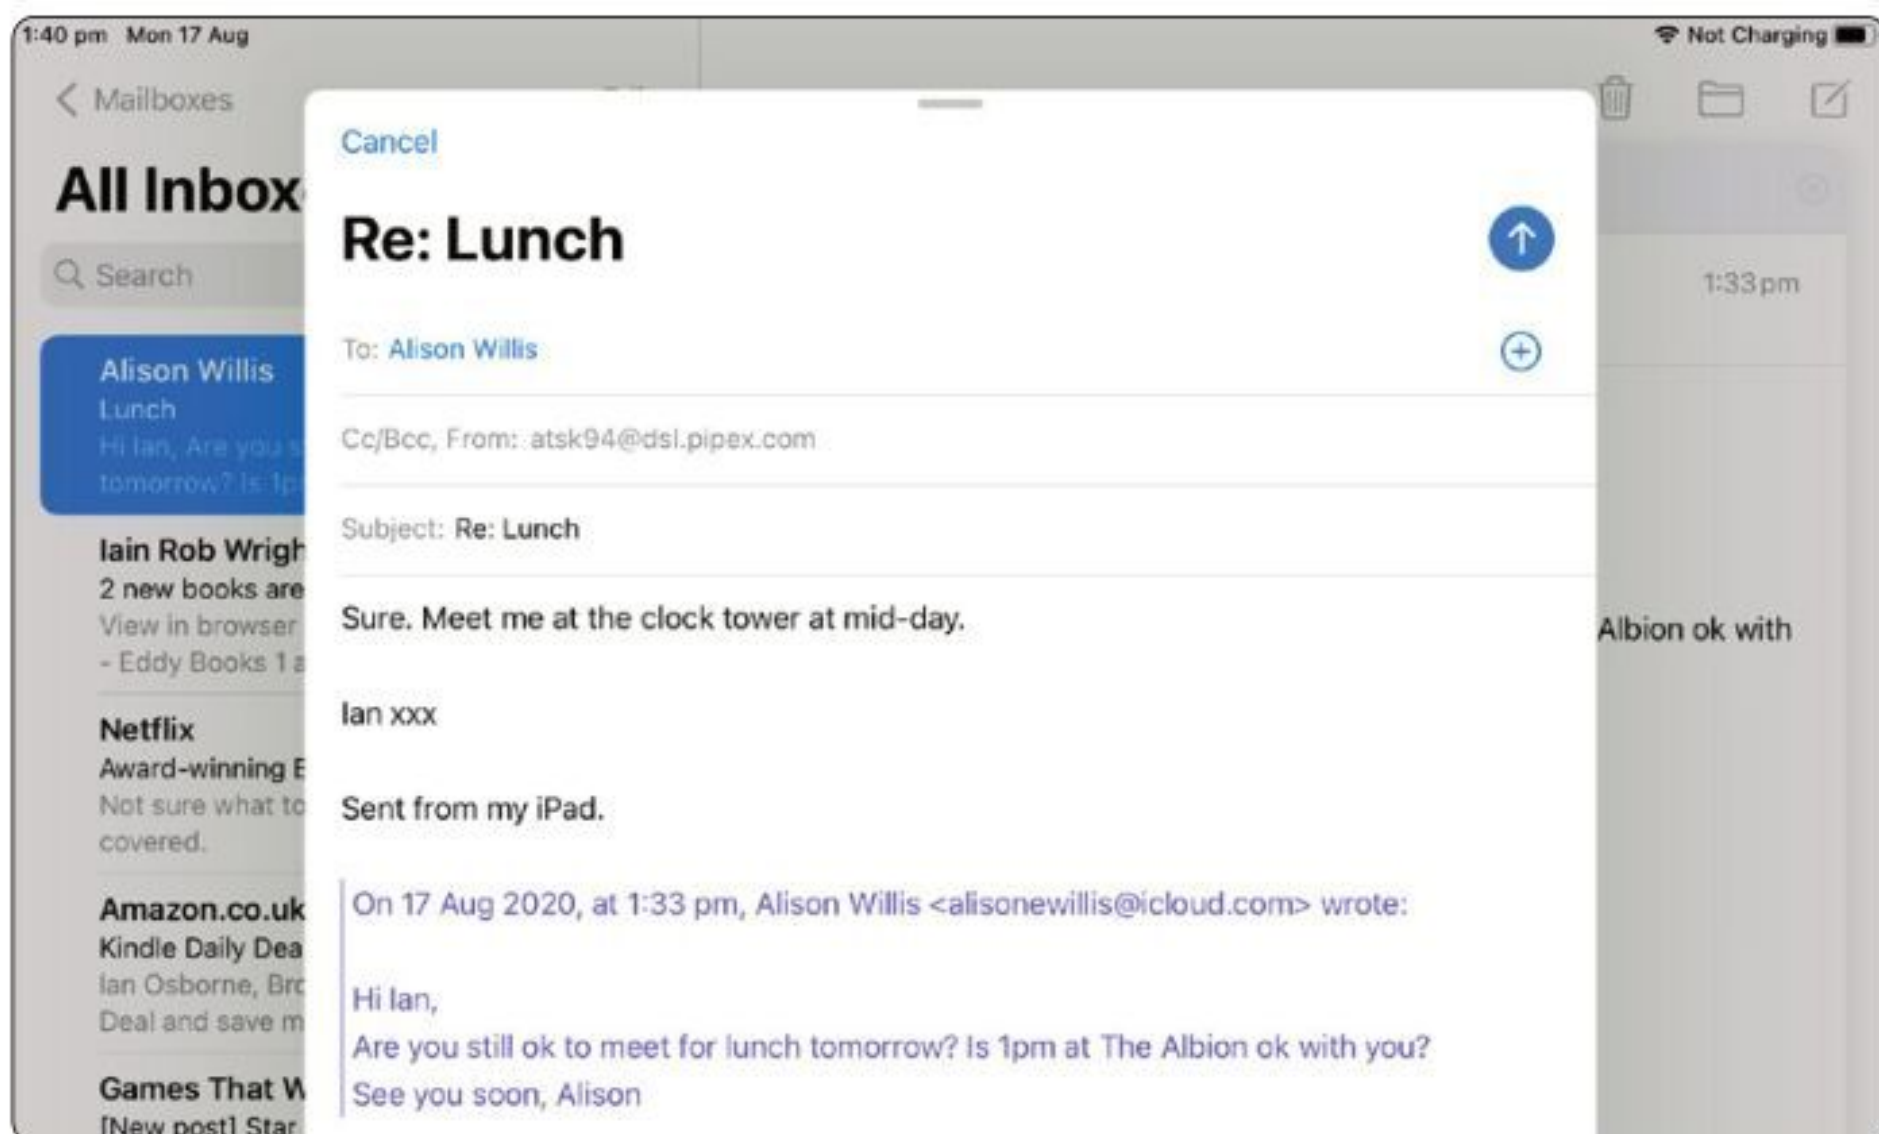 1:40 pm Mon 17 Aug
Not Charging
Mailboxes
All Inbox
Search
Alison Willis
Lunch
Hi Ian, Are you s
tomorrow? Is 1p
Iain Rob Wrigh
2 new books are
View in browser
- Eddy Books 1 a
Netflix
Award-winning E
Not sure what to
covered.
Amazon.co.uk
Kindle Daily Dea
Ian Osborne, Bro
Deal and save m
Games That W
[New post] Star
Cancel
Re: Lunch
To: Alison Willis
Cc/Bcc, From: atsk94@dsl.pipex.com
Subject: Re: Lunch
Sure. Meet me at the clock tower at mid-day.
Ian xxx
Sent from my iPad.
On 17 Aug 2020, at 1:33 pm, Alison Willis <alisonewillis@icloud.com> wrote:
Hi Ian,
Are you still ok to meet for lunch tomorrow? Is 1pm at The Albion ok with you?
See you soon, Alison
1:33 pm
Albion ok with